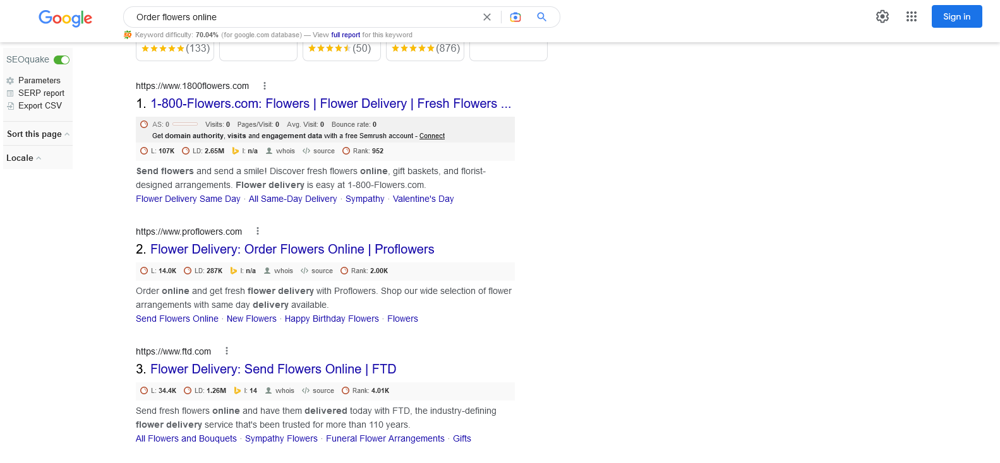 Google
Order flowers online
Sign in
Keyword difficulty: 70.04% (for google.com database) — View full report for this keyword
(133)
(50)
(876)
SEOquake
Parameters
SERP report
Export CSV
Sort this page
Locale
https://www.1800flowers.com
1. 1-800-Flowers.com: Flowers | Flower Delivery | Fresh Flowers ...
AS: 0 Visits: 0 Pages/Visit: 0 Avg. Visit: 0 Bounce rate: 0
Get domain authority, visits and engagement data with a free Semrush account - Connect
L: 107K LD: 2.65M I: n/a whois </> source Rank: 952
Send flowers and send a smile! Discover fresh flowers online, gift baskets, and florist-
designed arrangements. Flower delivery is easy at 1-800-Flowers.com.
Flower Delivery Same Day · All Same-Day Delivery · Sympathy · Valentine's Day
https://www.proflowers.com
2. Flower Delivery: Order Flowers Online | Proflowers
L: 14.0K LD: 287K I: n/a whois </> source Rank: 2.00K
Order online and get fresh flower delivery with Proflowers. Shop our wide selection of flower
arrangements with same day delivery available.
Send Flowers Online · New Flowers · Happy Birthday Flowers · Flowers
https://www.ftd.com
3. Flower Delivery: Send Flowers Online | FTD
L: 34.4K LD: 1.26M I: 14 whois </> source Rank: 4.01K
Send fresh flowers online and have them delivered today with FTD, the industry-defining
flower delivery service that's been trusted for more than 110 years.
All Flowers and Bouquets · Sympathy Flowers · Funeral Flower Arrangements · Gifts